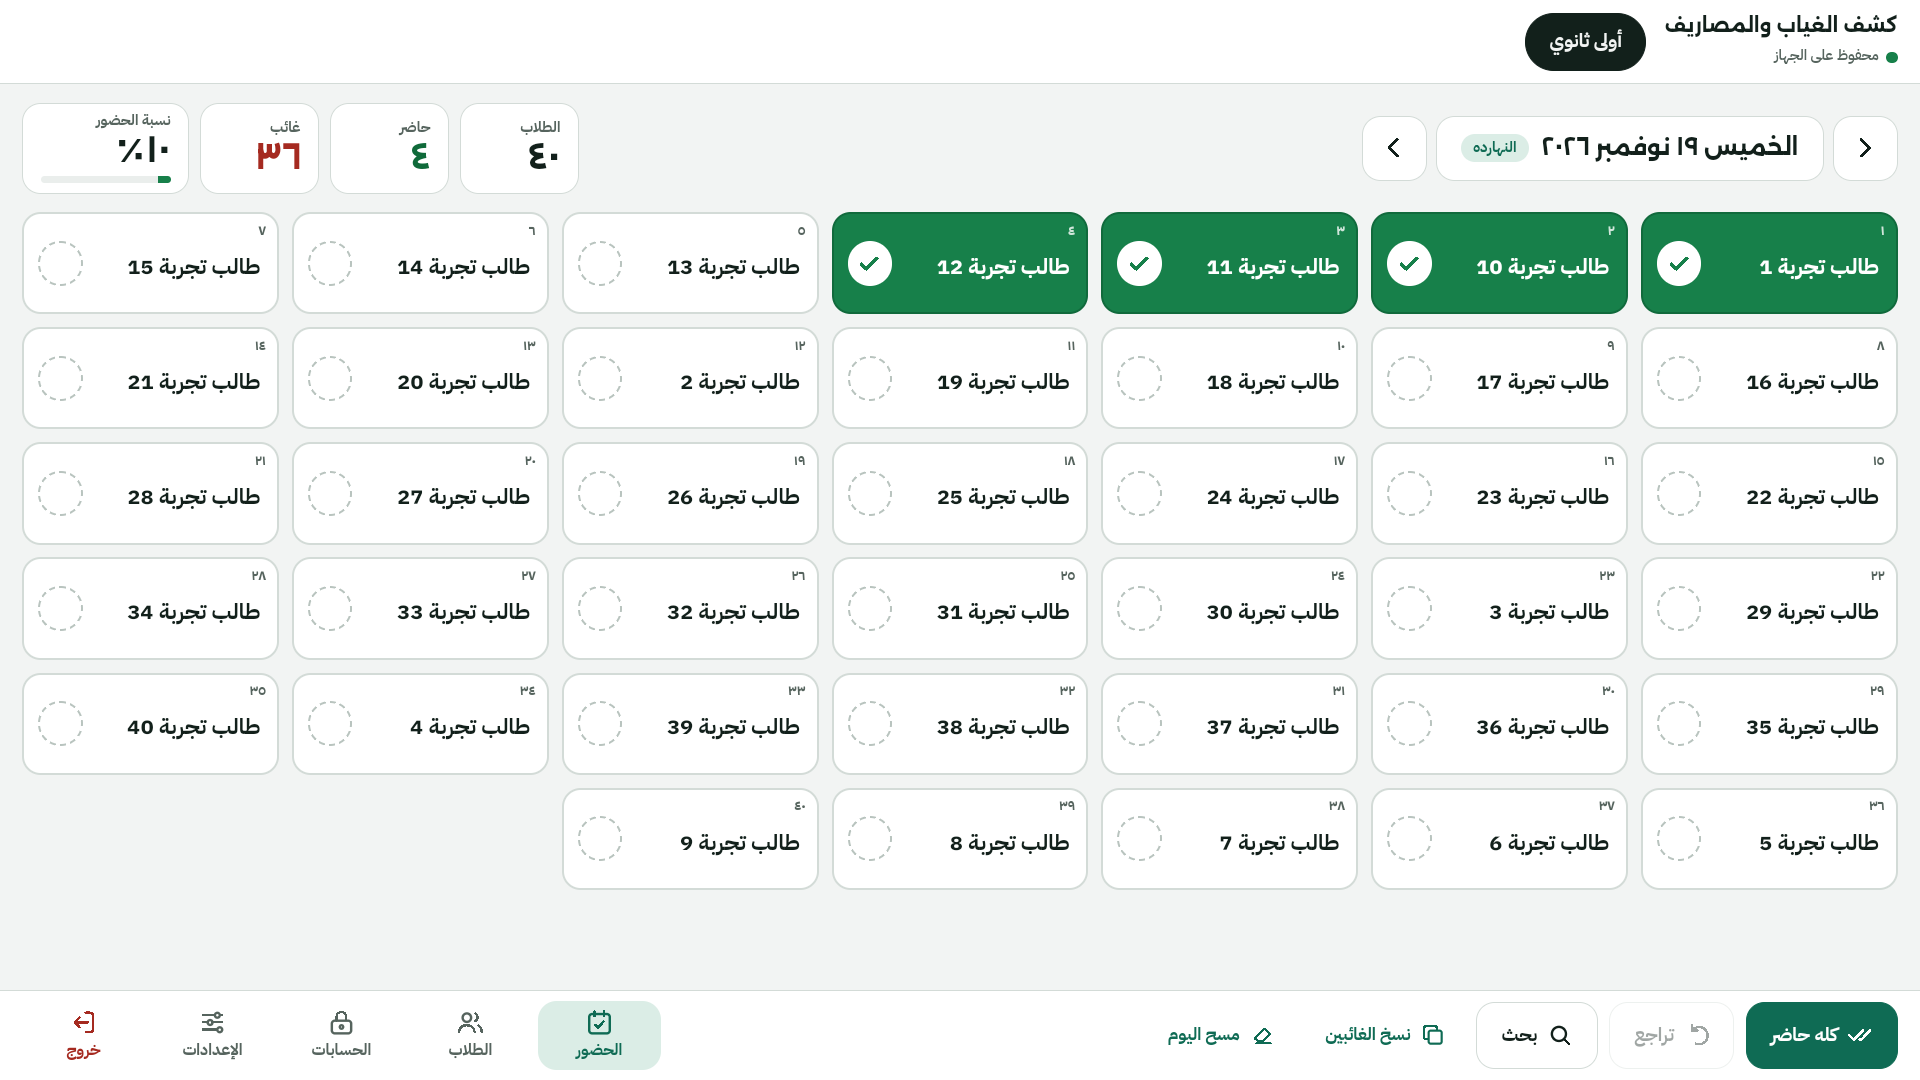 كشف الغياب والمصاريف
محفوظ على الجهاز
أولى ثانوي
الخميس ١٩ نوفمبر ٢٠٢٦
النهارده
الطلاب
٤٠
حاضر
٤
غائب
٣٦
نسبة الحضور
١٠٪
١
طالب تجربة 1
٢
طالب تجربة 10
٣
طالب تجربة 11
٤
طالب تجربة 12
٥
طالب تجربة 13
٦
طالب تجربة 14
٧
طالب تجربة 15
٨
طالب تجربة 16
٩
طالب تجربة 17
١٠
طالب تجربة 18
١١
طالب تجربة 19
١٢
طالب تجربة 2
١٣
طالب تجربة 20
١٤
طالب تجربة 21
١٥
طالب تجربة 22
١٦
طالب تجربة 23
١٧
طالب تجربة 24
١٨
طالب تجربة 25
١٩
طالب تجربة 26
٢٠
طالب تجربة 27
٢١
طالب تجربة 28
٢٢
طالب تجربة 29
٢٣
طالب تجربة 3
٢٤
طالب تجربة 30
٢٥
طالب تجربة 31
٢٦
طالب تجربة 32
٢٧
طالب تجربة 33
٢٨
طالب تجربة 34
٢٩
طالب تجربة 35
٣٠
طالب تجربة 36
٣١
طالب تجربة 37
٣٢
طالب تجربة 38
٣٣
طالب تجربة 39
٣٤
طالب تجربة 4
٣٥
طالب تجربة 40
٣٦
طالب تجربة 5
٣٧
طالب تجربة 6
٣٨
طالب تجربة 7
٣٩
طالب تجربة 8
٤٠
طالب تجربة 9
كله حاضر
تراجع
بحث
نسخ الغائبين
مسح اليوم
الحضور
الطلاب
الحسابات
الإعدادات
خروج